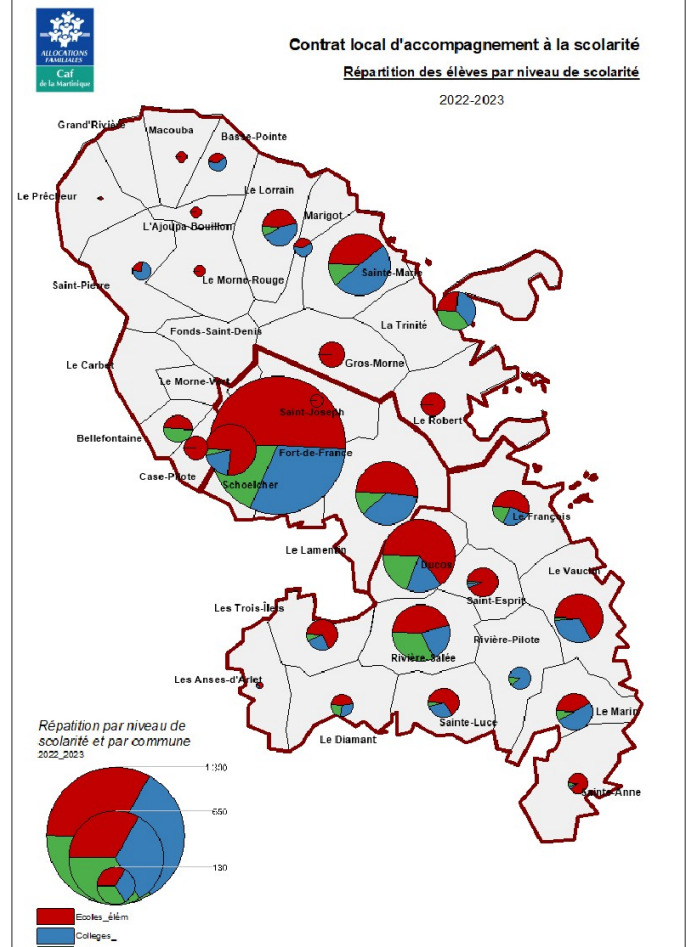 ALLOCATIONS
FAMILIALES
Caf
de la Martinique
Contrat local d'accompagnement à la scolarité
Répartition des élèves par niveau de scolarité
2022-2023
Grand'Rivière
Macouba
Basse-Pointe
Le Prêcheur
Le Lorrain
L'Ajoupa-Bouillon
Marigot
Saint-Pierre
Le Morne-Rouge
Sainte-Marie
La Trinité
Fonds-Saint-Denis
Le Carbet
Gros-Morne
Le Morne-Vert
Saint-Joseph
Le Robert
Bellefontaine
Fort-de-France
Case-Pilote
Schoelcher
Le François
Le Lamentin
Ducos
Le Vauclin
Saint-Esprit
Les Trois-Îlets
Rivière-Pilote
Rivière-Salée
Les Anses-d'Arlet
Le Marin
Sainte-Luce
Le Diamant
Sainte-Anne
Répatition par niveau de
scolarité et par commune
2022_2023
1 300
650
130
Ecoles_élém
Colleges_